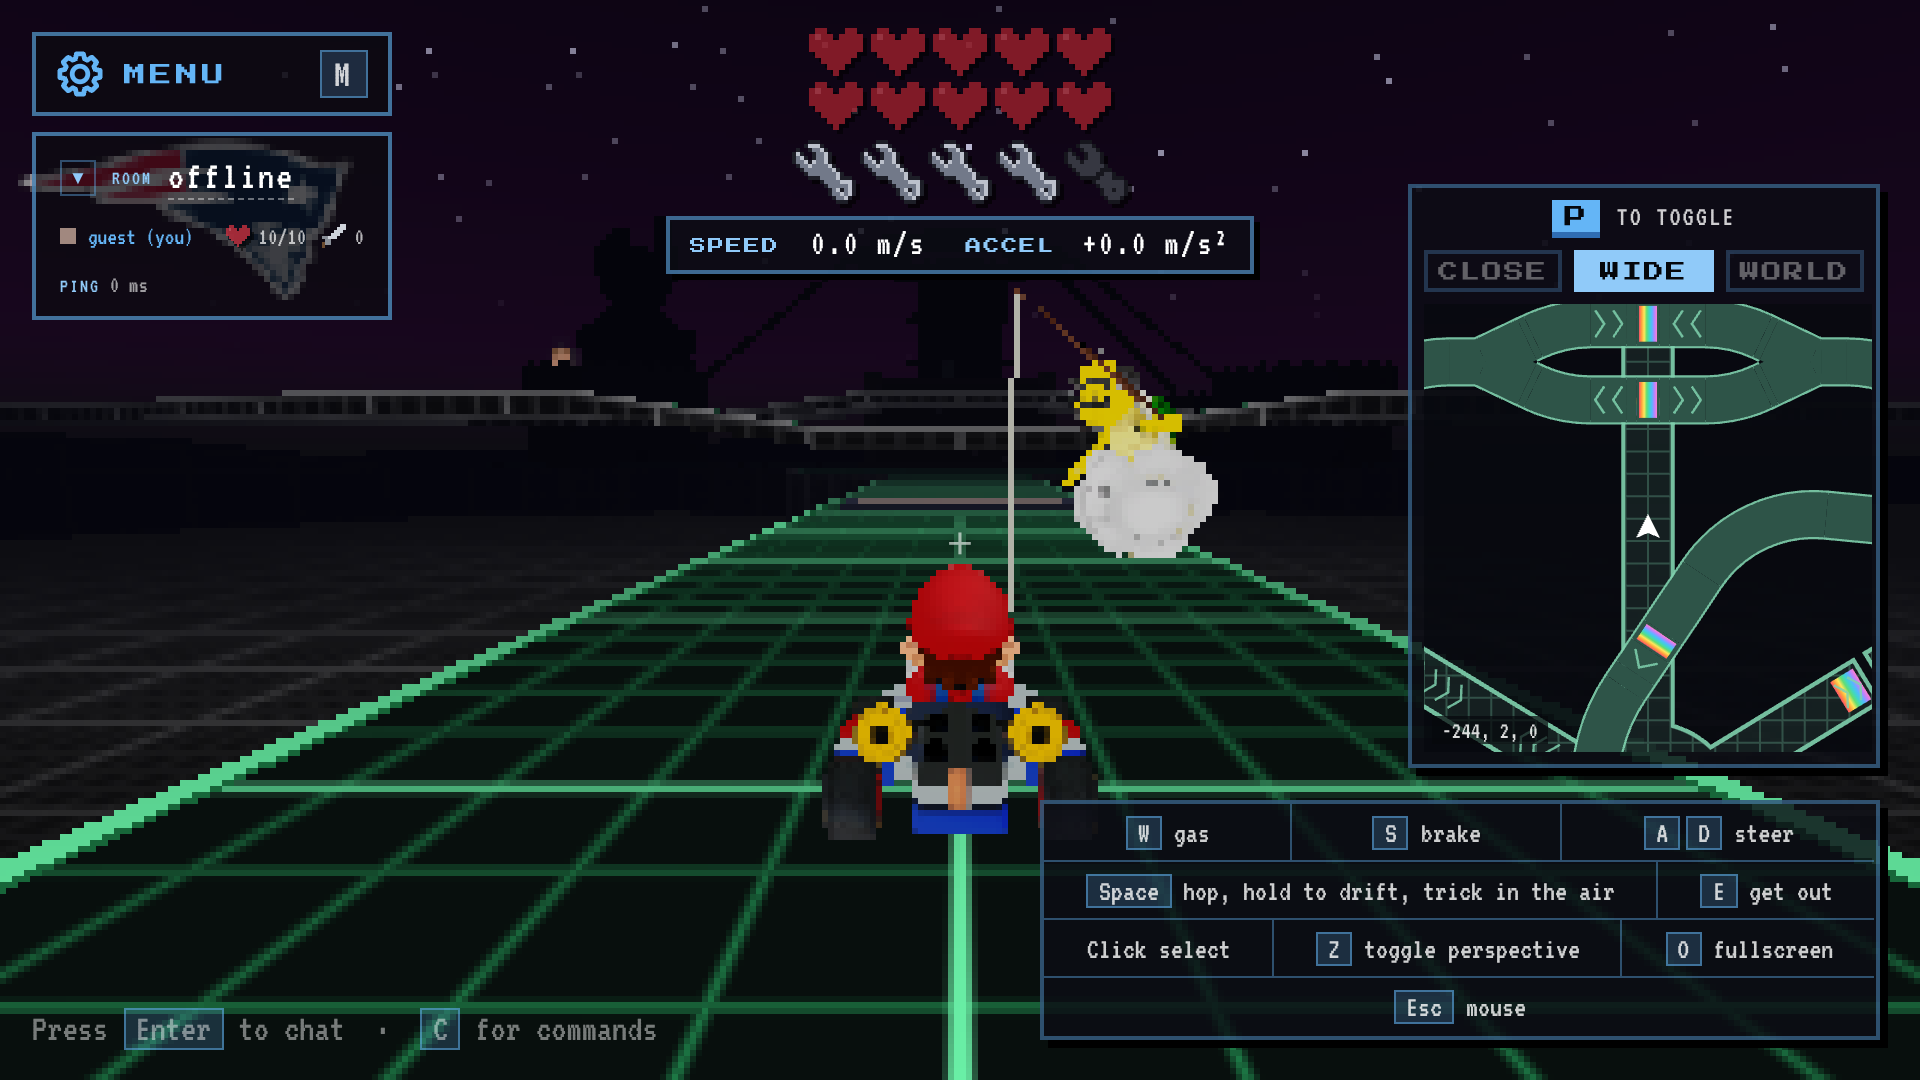 MENU M
▼ ROOM offline
guest (you) 10/10 0
PING 0 ms
SPEED 0.0 m/s ACCEL +0.0 m/s²
P TO TOGGLE
CLOSE WIDE WORLD
-244, 2, 0
W gas S brake A D steer
Space hop, hold to drift, trick in the air E get out
Click select Z toggle perspective O fullscreen
Esc mouse
Press Enter to chat · C for commands